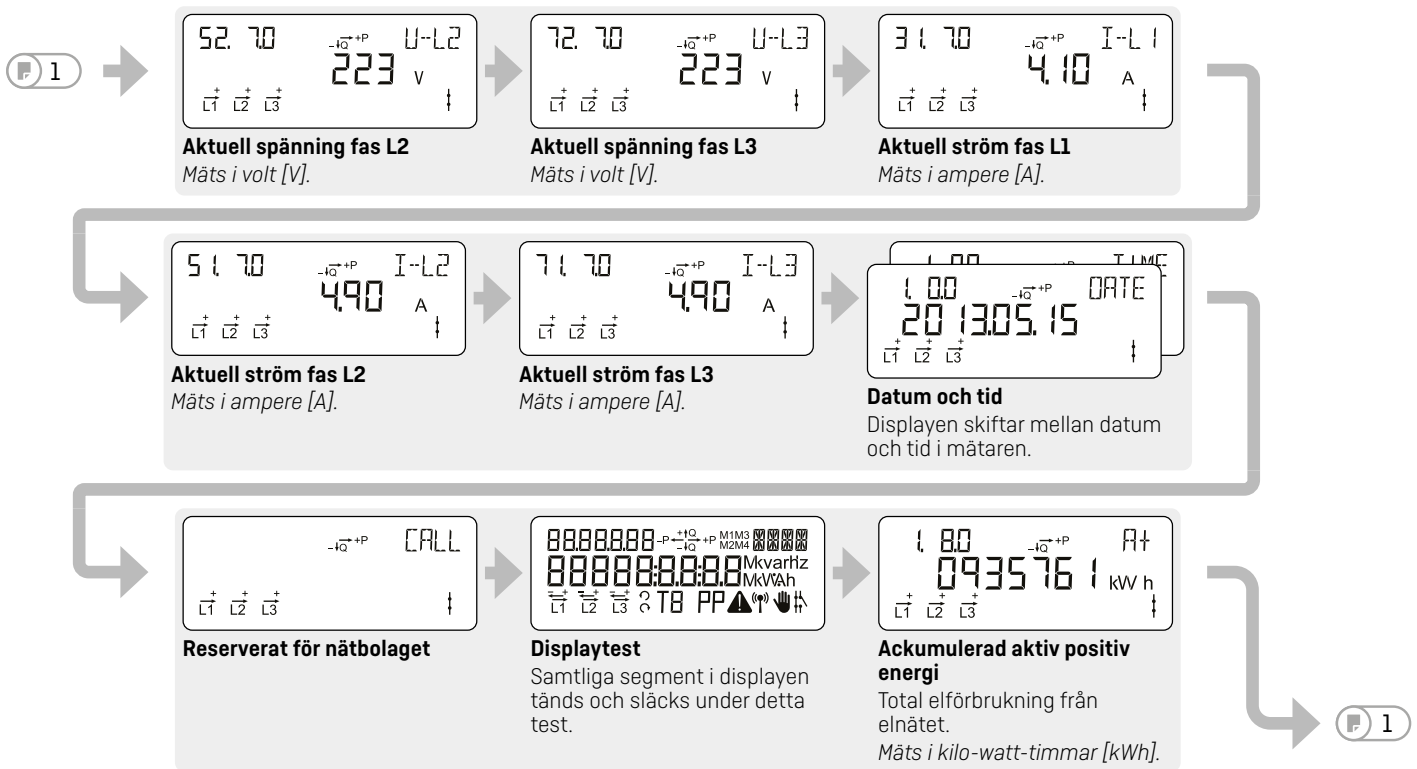 1
52. 7.0 -Q +P U-L2
223 V
L1 L2 L3
Aktuell spänning fas L2
Mäts i volt [V].
72. 7.0 -Q +P U-L3
223 V
L1 L2 L3
Aktuell spänning fas L3
Mäts i volt [V].
31. 7.0 -Q +P I-L1
4.10 A
L1 L2 L3
Aktuell ström fas L1
Mäts i ampere [A].
51. 7.0 -Q +P I-L2
4.90 A
L1 L2 L3
Aktuell ström fas L2
Mäts i ampere [A].
71. 7.0 -Q +P I-L3
4.90 A
L1 L2 L3
Aktuell ström fas L3
Mäts i ampere [A].
TIME
1. 0.0 -Q +P DATE
2013.05.15
L1 L2 L3
Datum och tid
Displayen skiftar mellan datum
och tid i mätaren.
-Q +P CALL
L1 L2 L3
Reserverat för nätbolaget
88.88.8.88 -P +Q -Q +P M1M3 M2M4
88888:8.8:8.8 MkvarHz MkWAh
L1 L2 L3 T8 PP
Displaytest
Samtliga segment i displayen
tänds och släcks under detta
test.
1. 8.0 -Q +P A+
0935761 kW h
L1 L2 L3
Ackumulerad aktiv positiv
energi
Total elförbrukning från
elnätet.
Mäts i kilo-watt-timmar [kWh].
1